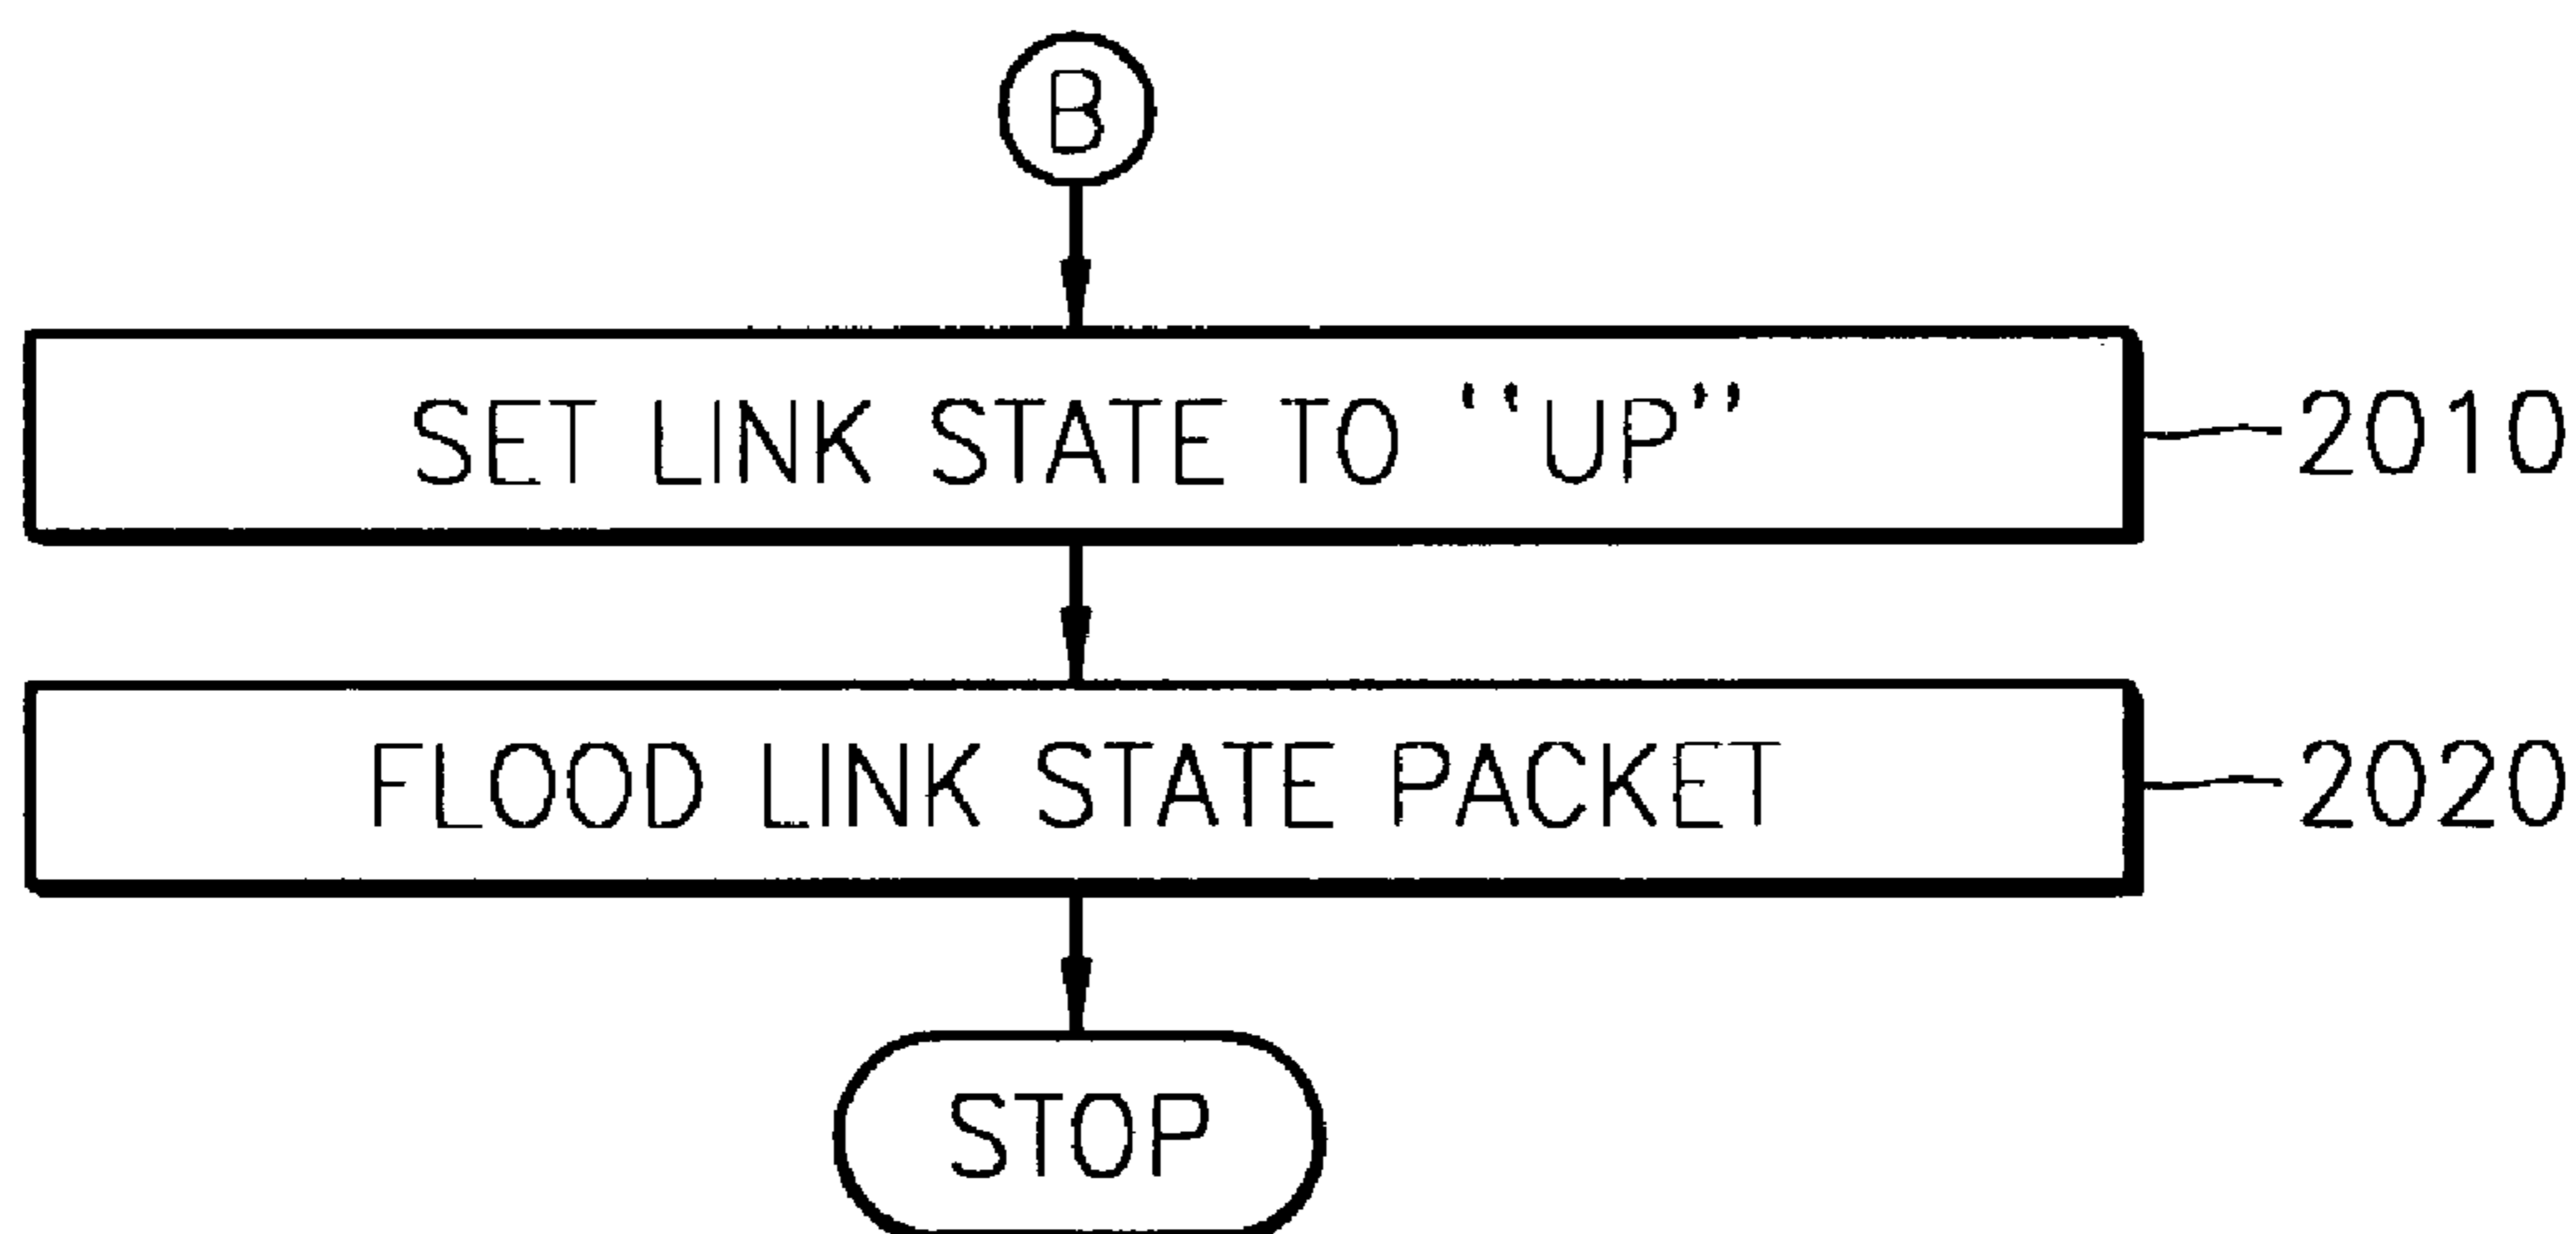 B
SET LINK STATE TO “UP” 2010
FLOOD LINK STATE PACKET 2020
STOP